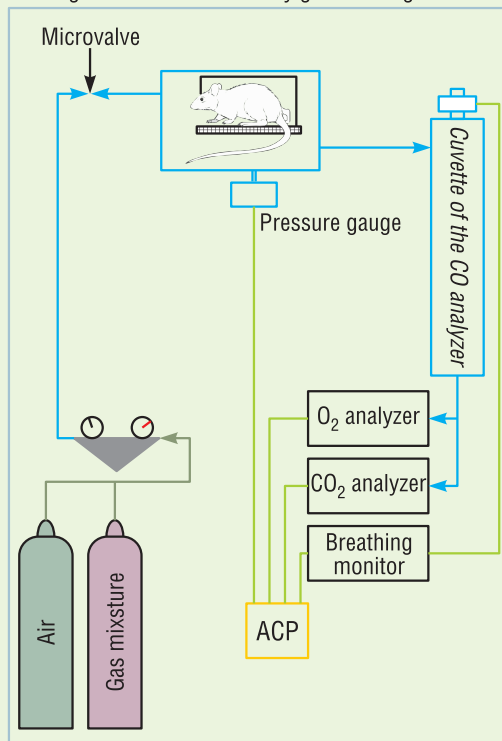 Microvalve
Pressure gauge
Cuvette of the CO analyzer
O₂ analyzer
CO₂ analyzer
Breathing
monitor
ACP
Air
Gas mixsture